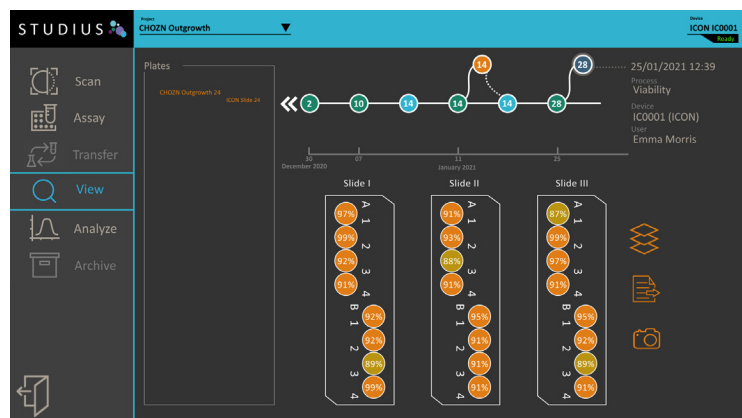 STUDIUS
Project
CHOZN Outgrowth
Device
ICON IC0001
Ready
Scan
Assay
Transfer
View
Analyze
Archive
Plates
CHOZN Outgrowth 24
ICON Slide 24
2 10 14 14 14 14 28 28
25/01/2021 12:39
Process
Viability
Device
IC0001 (ICON)
User
Emma Morris
30 07 11 25
December 2020 January 2021
Slide I
A
97% 1
99% 2
92% 3
91% 4
B
1 92%
2 92%
3 89%
4 99%
Slide II
A
91% 1
93% 2
88% 3
91% 4
B
1 95%
2 91%
3 91%
4 91%
Slide III
A
87% 1
99% 2
97% 3
91% 4
B
1 95%
2 92%
3 89%
4 91%